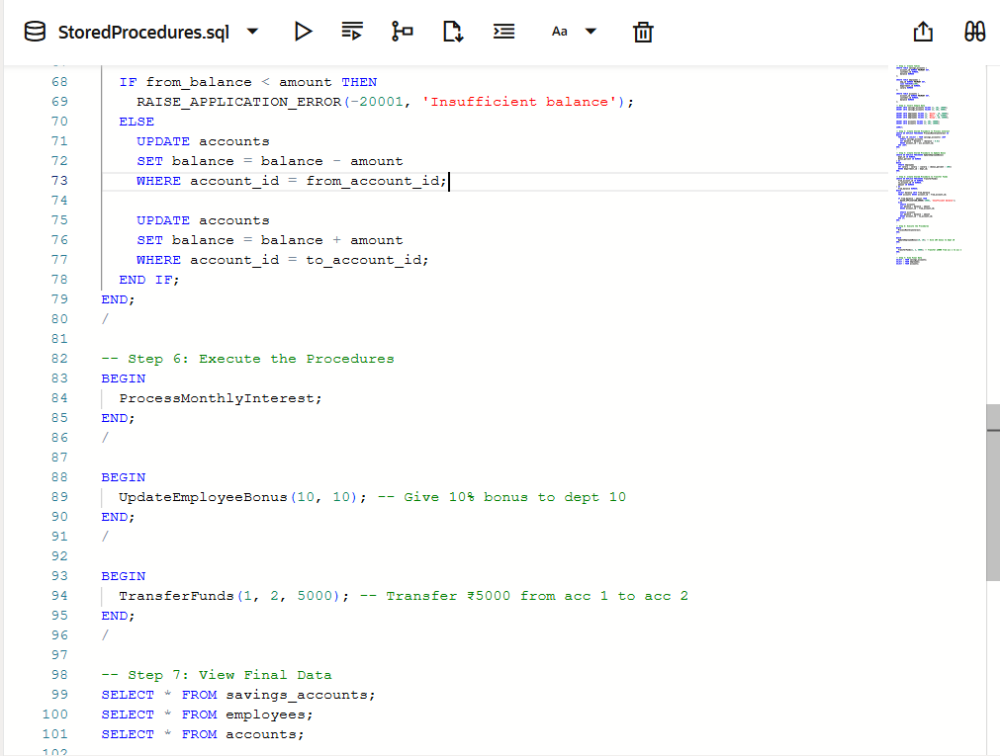 StoredProcedures.sql
Aa
68 IF from_balance < amount THEN
69 RAISE_APPLICATION_ERROR(-20001, 'Insufficient balance');
70 ELSE
71 UPDATE accounts
72 SET balance = balance - amount
73 WHERE account_id = from_account_id;
74
75 UPDATE accounts
76 SET balance = balance + amount
77 WHERE account_id = to_account_id;
78 END IF;
79 END;
80 /
81
82 -- Step 6: Execute the Procedures
83 BEGIN
84 ProcessMonthlyInterest;
85 END;
86 /
87
88 BEGIN
89 UpdateEmployeeBonus(10, 10); -- Give 10% bonus to dept 10
90 END;
91 /
92
93 BEGIN
94 TransferFunds(1, 2, 5000); -- Transfer ₹5000 from acc 1 to acc 2
95 END;
96 /
97
98 -- Step 7: View Final Data
99 SELECT * FROM savings_accounts;
100 SELECT * FROM employees;
101 SELECT * FROM accounts;
102